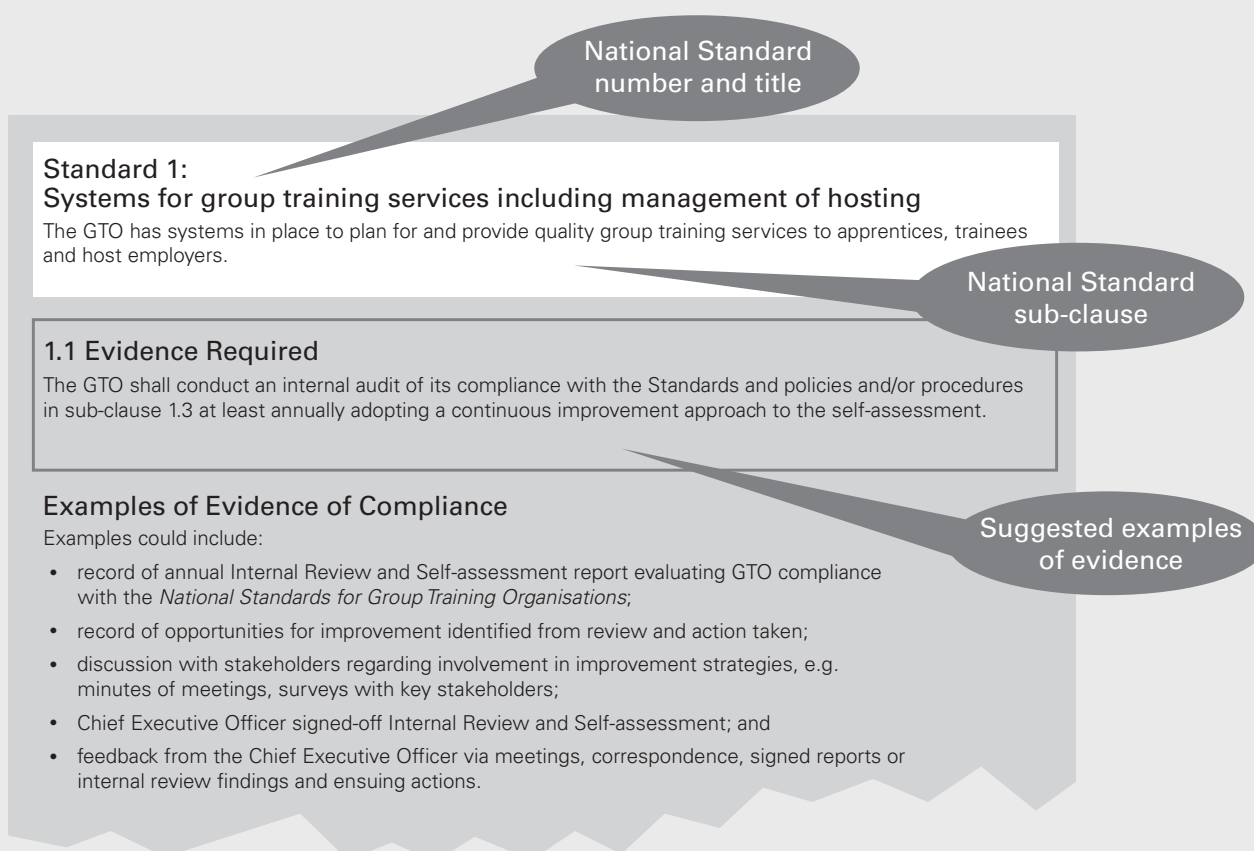 National Standard
number and title
Standard 1:
Systems for group training services including management of hosting
The GTO has systems in place to plan for and provide quality group training services to apprentices, trainees
and host employers.
National Standard
sub-clause
1.1 Evidence Required
The GTO shall conduct an internal audit of its compliance with the Standards and policies and/or procedures
in sub-clause 1.3 at least annually adopting a continuous improvement approach to the self-assessment.
Suggested examples
of evidence
Examples of Evidence of Compliance
Examples could include:
• record of annual Internal Review and Self-assessment report evaluating GTO compliance
with the National Standards for Group Training Organisations;
• record of opportunities for improvement identified from review and action taken;
• discussion with stakeholders regarding involvement in improvement strategies, e.g.
minutes of meetings, surveys with key stakeholders;
• Chief Executive Officer signed-off Internal Review and Self-assessment; and
• feedback from the Chief Executive Officer via meetings, correspondence, signed reports or
internal review findings and ensuing actions.